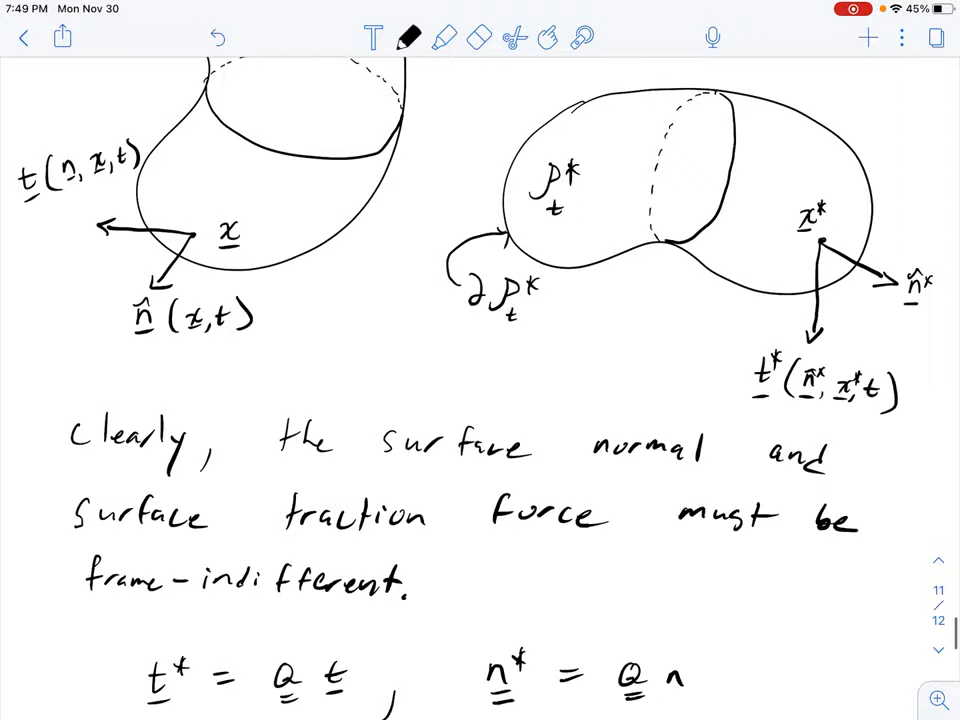 7:49 PM Mon Nov 30
45%
T
t(n, x, t)
x
n̂(x,t)
P*t
∂P*t
x*
n̂*
t*(n̂*, x*, t)
Clearly, the surface normal and
surface traction force must be
frame-indifferent.
t* = Q t, n* = Q n
11
/
12